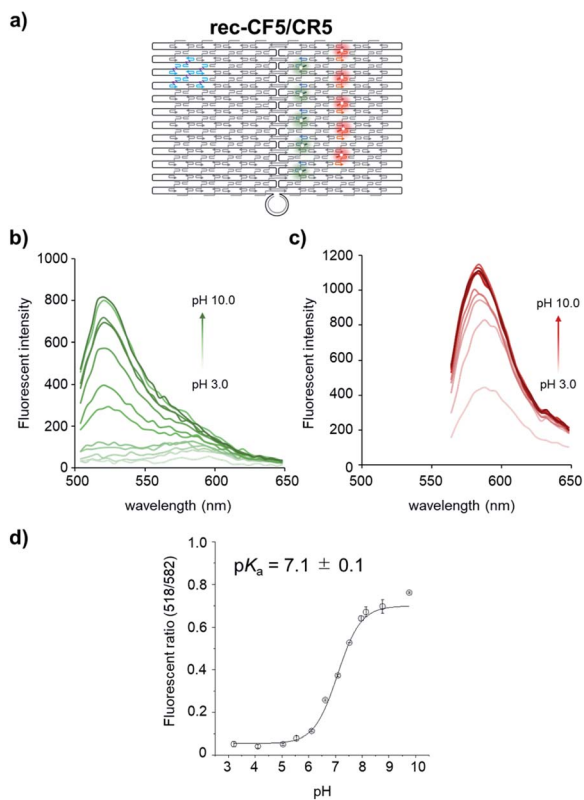 a)
rec-CF5/CR5
b)
Fluorescent intensity
1000
800
600
400
200
0
500
550
600
650
wavelength (nm)
pH 10.0
pH 3.0
c)
Fluorescent intensity
1200
1000
800
600
400
200
0
500
550
600
650
wavelength (nm)
pH 10.0
pH 3.0
d)
pKa = 7.1 ± 0.1
Fluorescent ratio (518/582)
1.0
0.8
0.6
0.4
0.2
0
3 4 5 6 7 8 9 10
pH